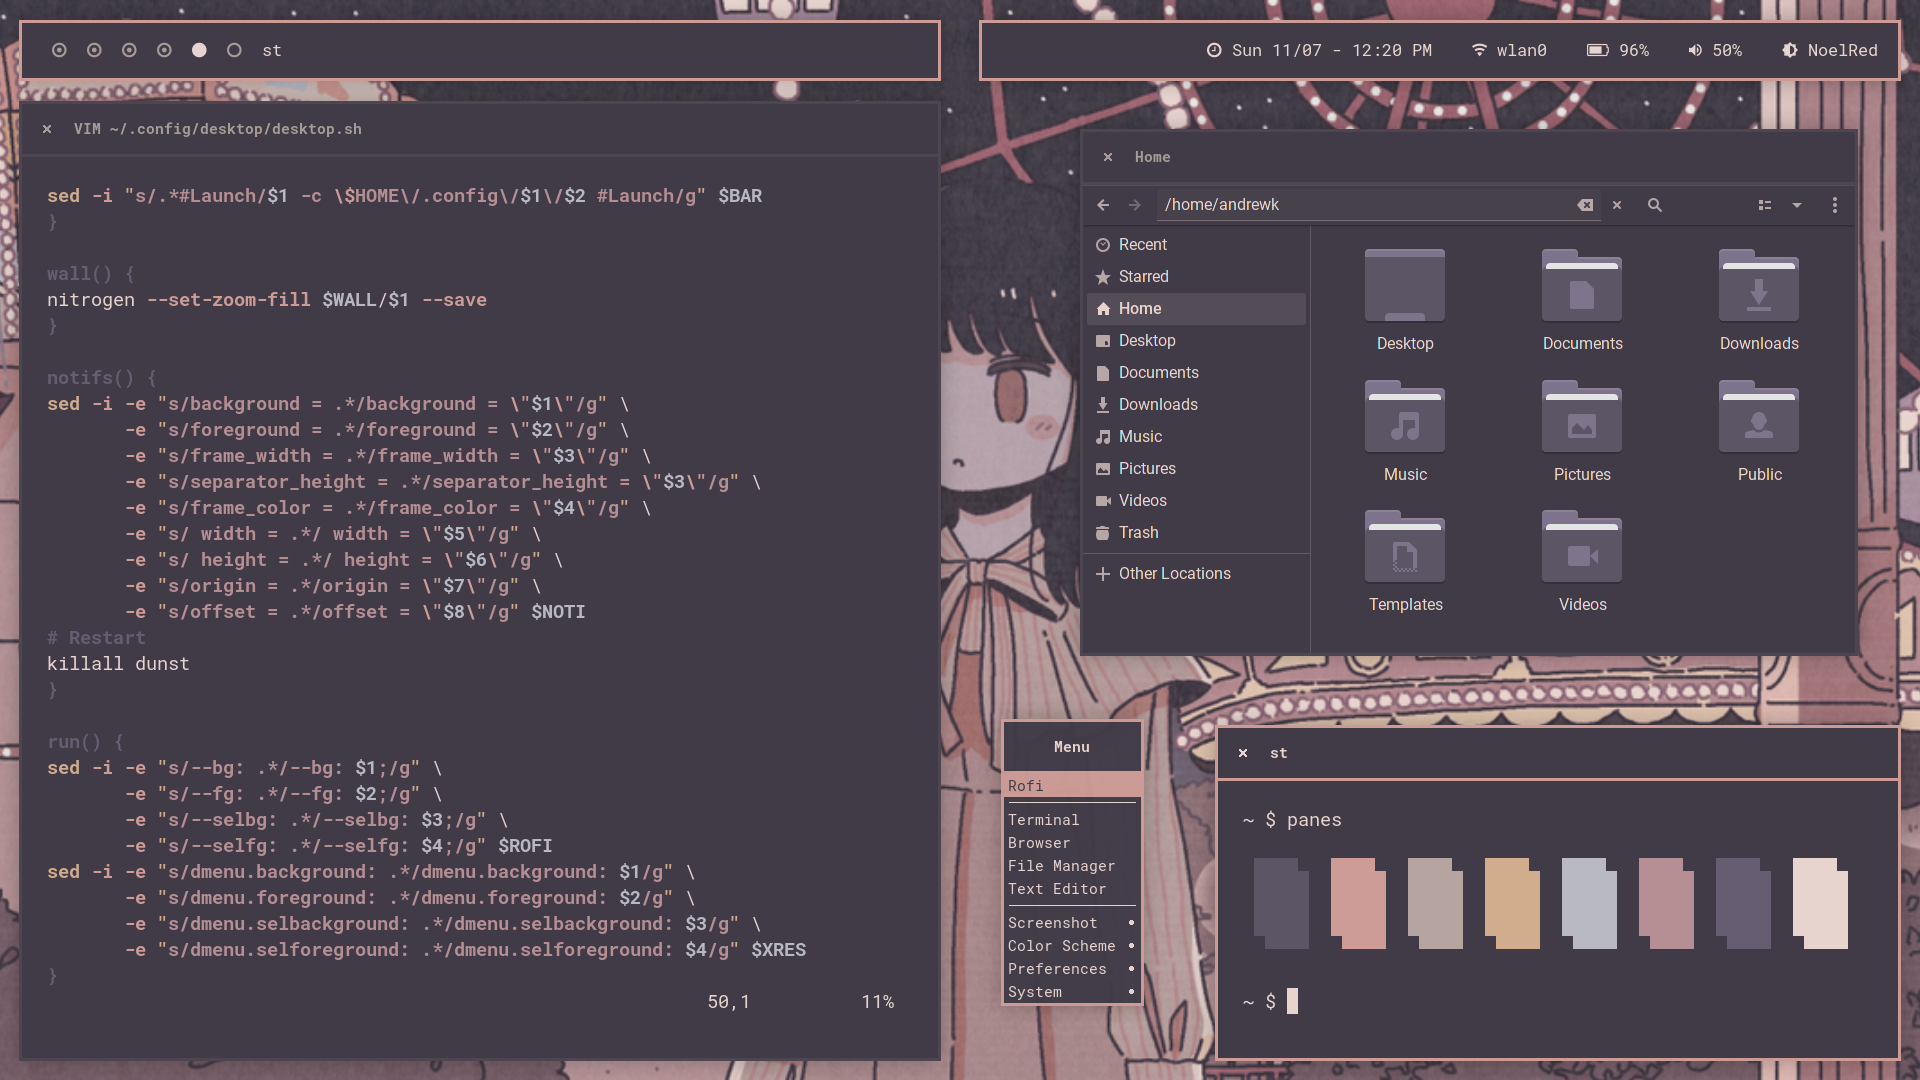 st
Sun 11/07 - 12:20 PM
wlan0
96%
50%
NoelRed
× VIM ~/.config/desktop/desktop.sh
sed -i "s/.*#Launch/$1 -c \$HOME\/.config\/$1\/$2 #Launch/g" $BAR
}
wall() {
nitrogen --set-zoom-fill $WALL/$1 --save
}
notifs() {
sed -i -e "s/background = .*/background = \"$1\"/g" \
-e "s/foreground = .*/foreground = \"$2\"/g" \
-e "s/frame_width = .*/frame_width = \"$3\"/g" \
-e "s/separator_height = .*/separator_height = \"$3\"/g" \
-e "s/frame_color = .*/frame_color = \"$4\"/g" \
-e "s/ width = .*/ width = \"$5\"/g" \
-e "s/ height = .*/ height = \"$6\"/g" \
-e "s/origin = .*/origin = \"$7\"/g" \
-e "s/offset = .*/offset = \"$8\"/g" $NOTI
# Restart
killall dunst
}
run() {
sed -i -e "s/--bg: .*/--bg: $1;/g" \
-e "s/--fg: .*/--fg: $2;/g" \
-e "s/--selbg: .*/--selbg: $3;/g" \
-e "s/--selfg: .*/--selfg: $4;/g" $ROFI
sed -i -e "s/dmenu.background: .*/dmenu.background: $1/g" \
-e "s/dmenu.foreground: .*/dmenu.foreground: $2/g" \
-e "s/dmenu.selbackground: .*/dmenu.selbackground: $3/g" \
-e "s/dmenu.selforeground: .*/dmenu.selforeground: $4/g" $XRES
}
50,1 11%
× Home
/home/andrewk
Recent
Starred
Home
Desktop
Documents
Downloads
Music
Pictures
Videos
Trash
Other Locations
Desktop
Documents
Downloads
Music
Pictures
Public
Templates
Videos
Menu
Rofi
Terminal
Browser
File Manager
Text Editor
Screenshot •
Color Scheme •
Preferences •
System •
× st
~ $ panes
~ $